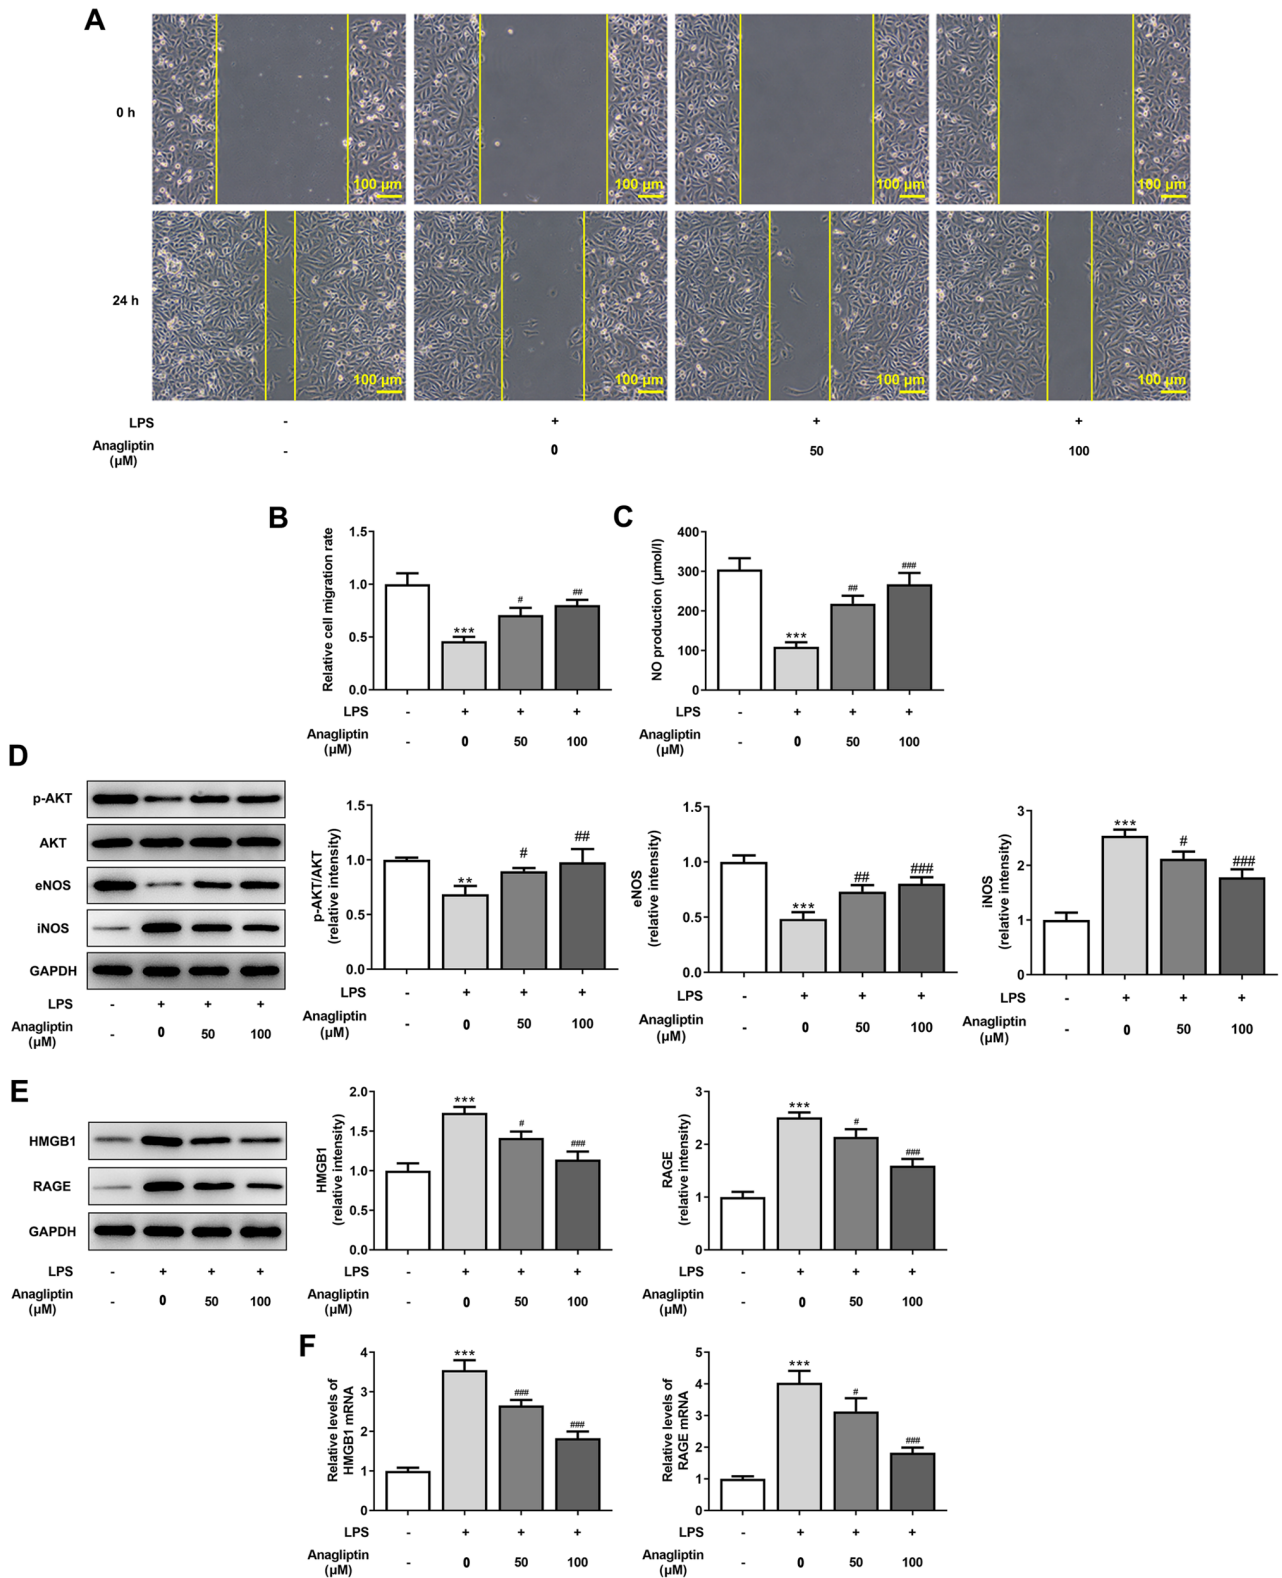 A
0 h
100 µm 100 µm 100 µm 100 µm
24 h
100 µm 100 µm 100 µm 100 µm
LPS - + + +
Anagliptin
(µM) - 0 50 100
B
Relative cell migration rate
1.5
1.0
0.5
0.0
*** # ##
LPS - + + +
Anagliptin
(µM) - 0 50 100
C
NO production (µmol/l)
400
300
200
100
0
*** ## ###
LPS - + + +
Anagliptin
(µM) - 0 50 100
D
p-AKT
AKT
eNOS
iNOS
GAPDH
LPS - + + +
Anagliptin
(µM) - 0 50 100
p-AKT/AKT
(relative intensity)
1.5
1.0
0.5
0.0
** # ##
LPS - + + +
Anagliptin
(µM) - 0 50 100
eNOS
(relative intensity)
1.5
1.0
0.5
0.0
*** ## ###
LPS - + + +
Anagliptin
(µM) - 0 50 100
iNOS
(relative intensity)
3
2
1
0
*** # ###
LPS - + + +
Anagliptin
(µM) - 0 50 100
E
HMGB1
RAGE
GAPDH
LPS - + + +
Anagliptin
(µM) - 0 50 100
HMGB1
(relative intensity)
2.0
1.5
1.0
0.5
0.0
*** # ###
LPS - + + +
Anagliptin
(µM) - 0 50 100
RAGE
(relative intensity)
3
2
1
0
*** # ###
LPS - + + +
Anagliptin
(µM) - 0 50 100
F
Relative levels of
HMGB1 mRNA
4
3
2
1
0
*** ### ###
LPS - + + +
Anagliptin
(µM) - 0 50 100
Relative levels of
RAGE mRNA
5
4
3
2
1
0
*** # ###
LPS - + + +
Anagliptin
(µM) - 0 50 100